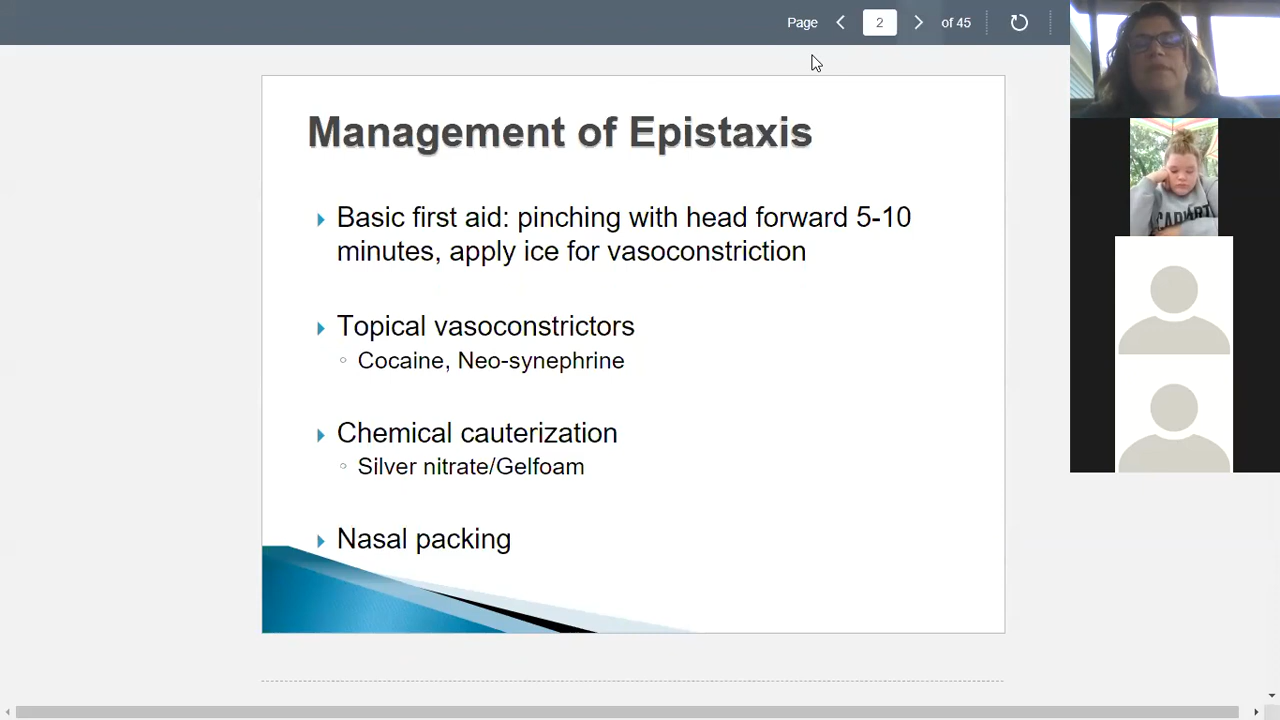 Page 2 of 45
Management of Epistaxis
Basic first aid: pinching with head forward 5-10
minutes, apply ice for vasoconstriction
Topical vasoconstrictors
Cocaine, Neo-synephrine
Chemical cauterization
Silver nitrate/Gelfoam
Nasal packing
CARHARTT